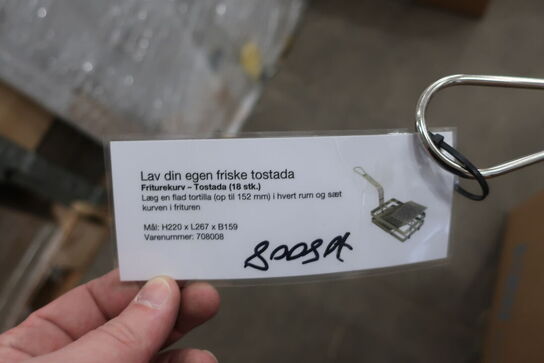 Lav din egen friske tostada
Friturekurv – Tostada (18 stk.)
Læg en flad tortilla (op til 152 mm) i hvert rum og sæt
kurven i frituren
Mål: H220 x L267 x B159
Varenummer: 708008